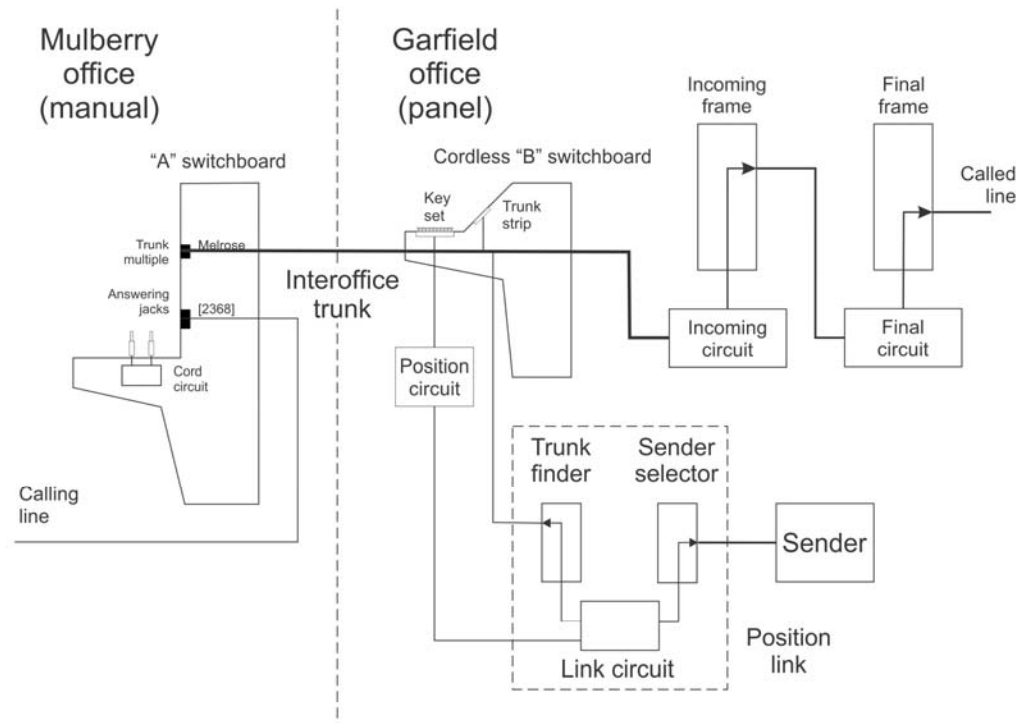 Mulberry
office
(manual)
Garfield
office
(panel)
Incoming
frame
Final
frame
“A” switchboard
Cordless “B” switchboard
Called
line
Key
set
Trunk
strip
Trunk
multiple
Melrose
Interoffice
trunk
Answering
jacks
[2368]
Cord
circuit
Position
circuit
Incoming
circuit
Final
circuit
Trunk
finder
Sender
selector
Calling
line
Sender
Link circuit
Position
link